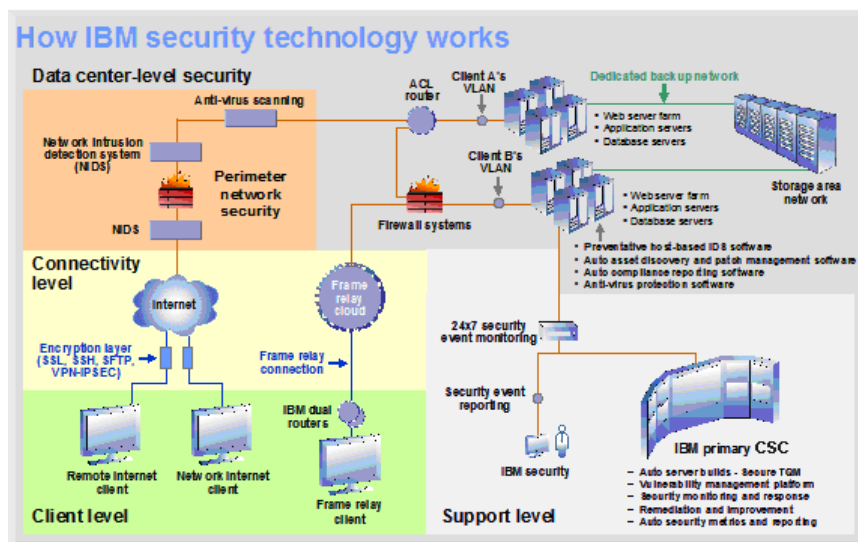 How IBM security technology works
Data center-level security
Anti-virus scanning
ACL
router
Client A's
VLAN
Dedicated backup network
• Web server farm
• Application servers
• Database servers
Network Intrusion
detection system
(NIDS)
Perimeter
network
security
Client B's
VLAN
Storage area
network
NIDS
Firewall systems
• Web server farm
• Application servers
• Database servers
• Preventative host-based IDS software
• Auto asset discovery and patch management software
• Auto compliance reporting software
• Anti-virus protection software
Connectivity
level
Internet
Frame
relay
cloud
24x7 security
event monitoring
Encryption layer
(SSL, SSH, SFTP,
VPN-IPSEC)
Frame relay
connection
Security event
reporting
IBM dual
routers
IBM security
IBM primary CSC
Remote Internet
client
Network Internet
client
Frame relay
client
– Auto server builds - Secure TQM
– Vulnerability management platform
– Security monitoring and response
– Remediation and improvement
– Auto security metrics and reporting
Client level
Support level